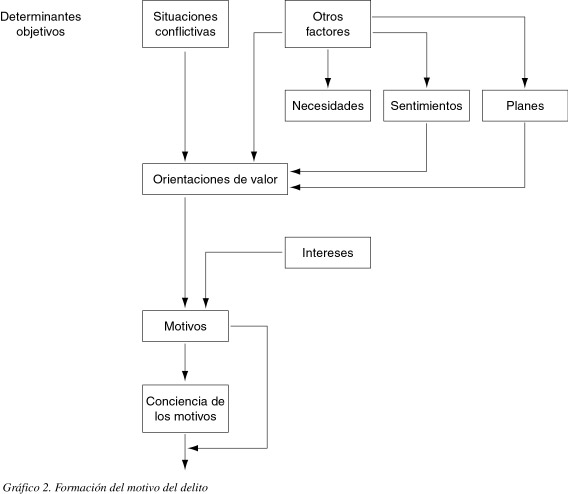 Determinantes
objetivos
Situaciones
conflictivas
Otros
factores
Necesidades
Sentimientos
Planes
Orientaciones de valor
Intereses
Motivos
Conciencia de
los motivos
Gráfico 2. Formación del motivo del delito